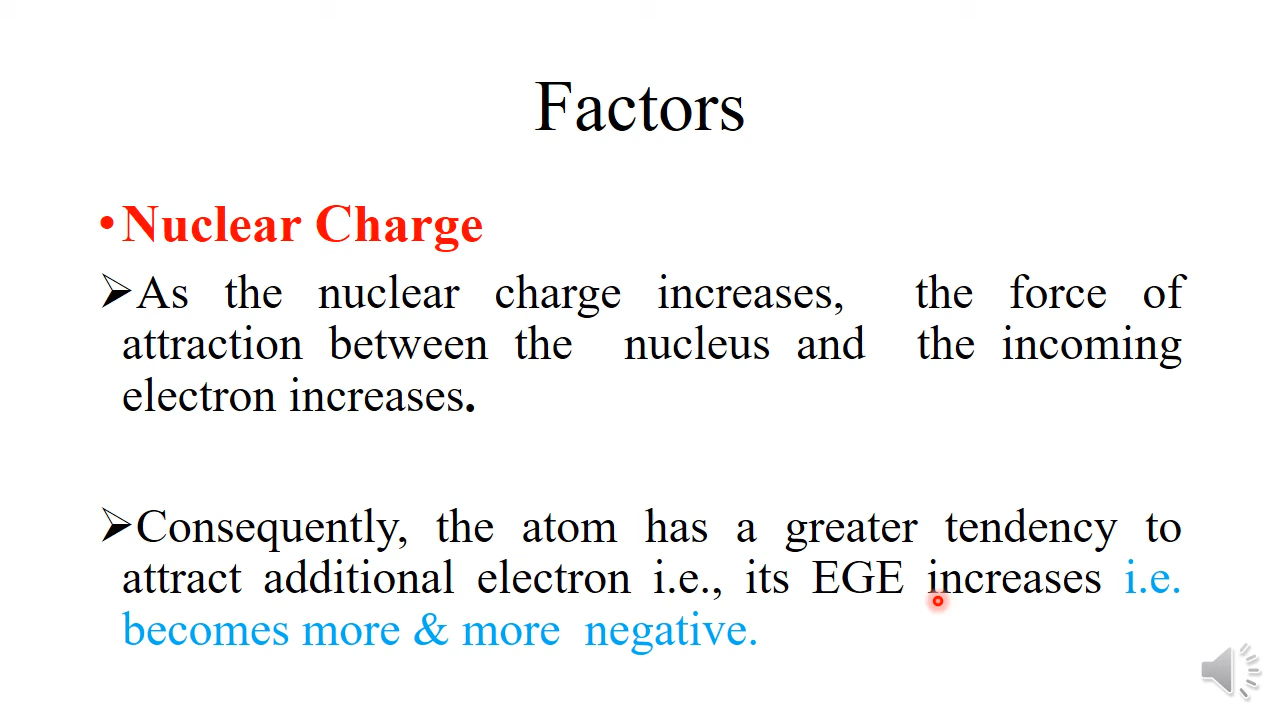 Factors
•Nuclear Charge
➢As the nuclear charge increases, the force of
attraction between the nucleus and the incoming
electron increases.
➢Consequently, the atom has a greater tendency to
attract additional electron i.e., its EGE increases i.e.
becomes more & more negative.